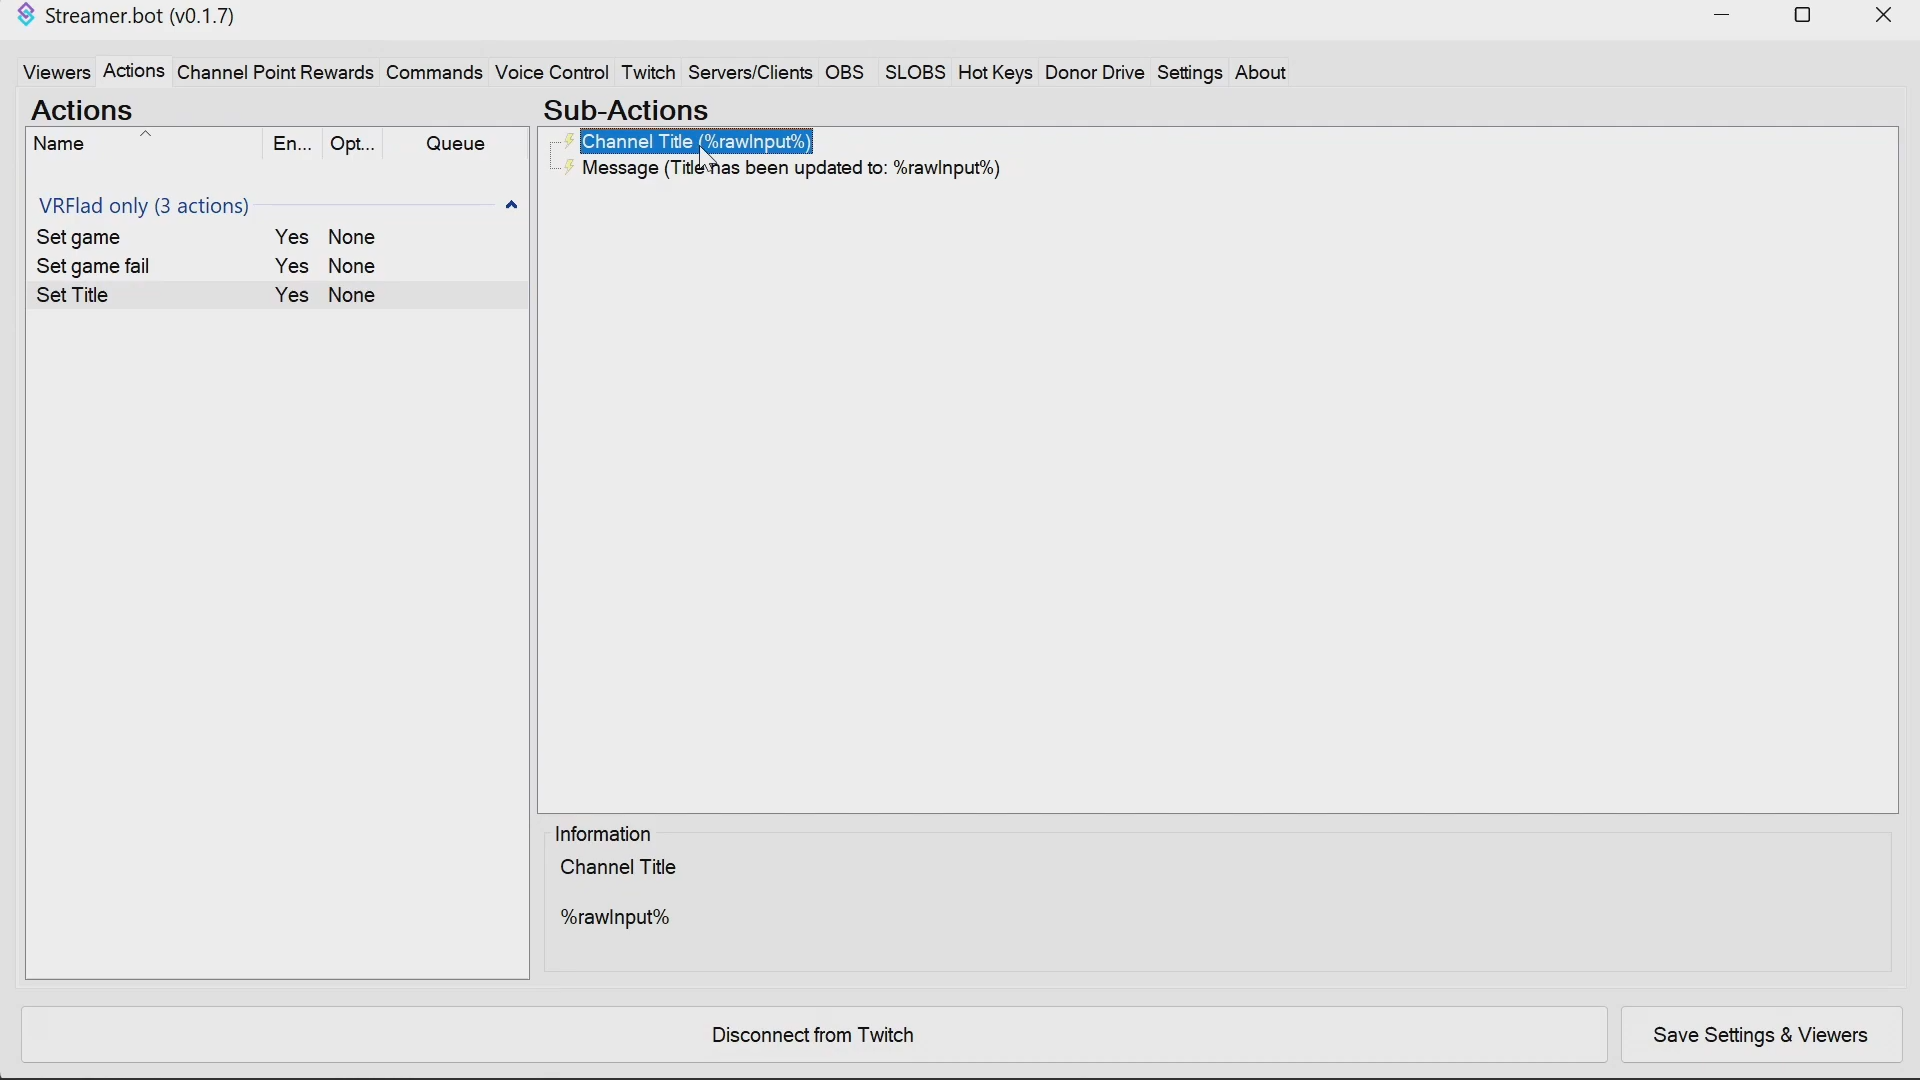 Streamer.bot (v0.1.7)
Viewers Actions Channel Point Rewards Commands Voice Control Twitch Servers/Clients OBS SLOBS Hot Keys Donor Drive Settings About
Actions
Name En... Opt... Queue
VRFlad only (3 actions)
Set game Yes None
Set game fail Yes None
Set Title Yes None
Sub-Actions
Channel Title (%rawInput%)
Message (Title has been updated to: %rawInput%)
Information
Channel Title
%rawInput%
Disconnect from Twitch
Save Settings & Viewers